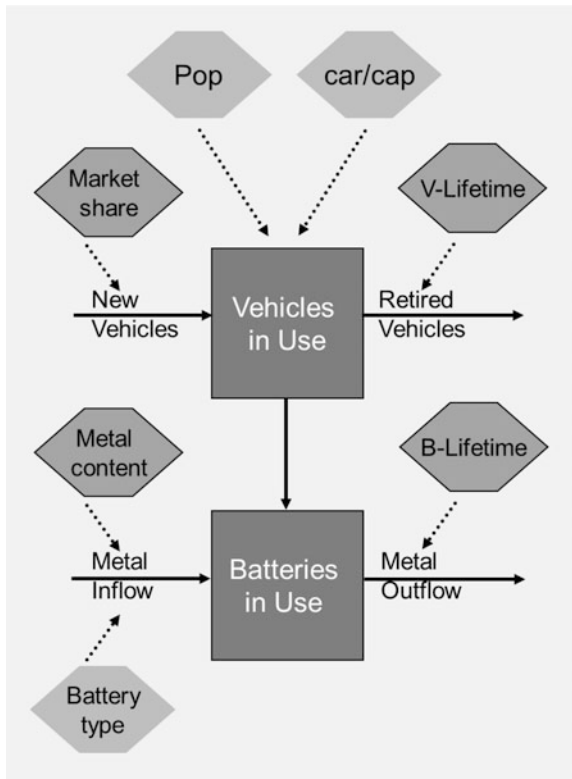 Pop
car/cap
Market
share
V-Lifetime
New
Vehicles
Vehicles
in Use
Retired
Vehicles
Metal
content
B-Lifetime
Metal
Inflow
Batteries
in Use
Metal
Outflow
Battery
type